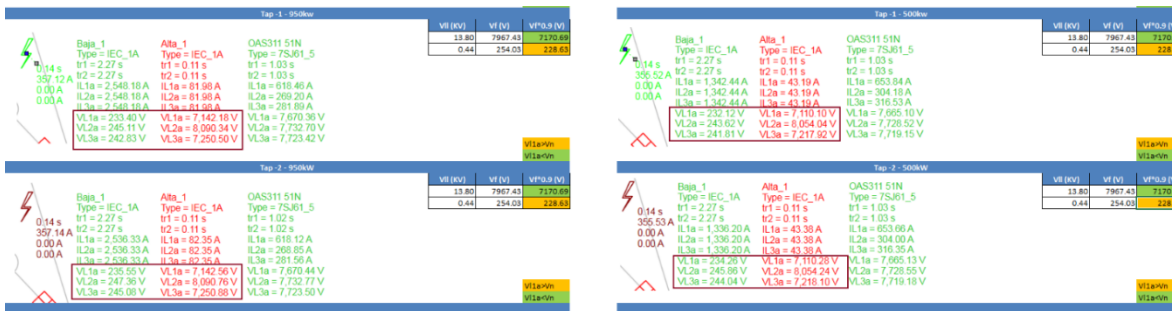 Tap -1 - 950kw
Vll (KV) Vf (V) Vf*0.9 (V)
13.80 7967.43 7170.69
0.44 254.03 228.63
0.14 s
357.12 A
0.00 A
0.00 A
Baja_1 Alta_1 OAS311 51N
Type = IEC_1A Type = IEC_1A Type = 7SJ61_5
tr1 = 2.27 s tr1 = 0.11 s tr1 = 1.03 s
tr2 = 2.27 s tr2 = 0.11 s tr2 = 1.03 s
IL1a = 2,548.18 A IL1a = 81.98 A IL1a = 618.46 A
IL2a = 2,548.18 A IL2a = 81.98 A IL2a = 269.20 A
IL3a = 2,548.18 A IL3a = 81.98 A IL3a = 281.89 A
VL1a = 233.40 V VL1a = 7,142.18 V VL1a = 7,670.36 V
VL2a = 245.11 V VL2a = 8,090.34 V VL2a = 7,732.70 V
VL3a = 242.83 V VL3a = 7,250.50 V VL3a = 7,723.42 V
Vl1a>Vn
Vl1a<Vn
Tap -1 - 500kw
Vll (KV) Vf (V) Vf*0.9 (V)
13.80 7967.43 7170
0.44 254.03 228
0.14 s
355.52 A
0.00 A
0.00 A
Baja_1 Alta_1 OAS311 51N
Type = IEC_1A Type = IEC_1A Type = 7SJ61_5
tr1 = 2.27 s tr1 = 0.11 s tr1 = 1.03 s
tr2 = 2.27 s tr2 = 0.11 s tr2 = 1.03 s
IL1a = 1,342.44 A IL1a = 43.19 A IL1a = 653.84 A
IL2a = 1,342.44 A IL2a = 43.19 A IL2a = 304.18 A
IL3a = 1,342.44 A IL3a = 43.19 A IL3a = 316.53 A
VL1a = 232.12 V VL1a = 7,110.10 V VL1a = 7,665.10 V
VL2a = 243.62 V VL2a = 8,054.04 V VL2a = 7,728.52 V
VL3a = 241.81 V VL3a = 7,217.92 V VL3a = 7,719.15 V
Vl1a>Vn
Vl1a<Vn
Tap -2 - 950kW
Vll (KV) Vf (V) Vf*0.9 (V)
13.80 7967.43 7170.69
0.44 254.03 228.63
0.14 s
357.14 A
0.00 A
0.00 A
Baja_1 Alta_1 OAS311 51N
Type = IEC_1A Type = IEC_1A Type = 7SJ61_5
tr1 = 2.27 s tr1 = 0.11 s tr1 = 1.02 s
tr2 = 2.27 s tr2 = 0.11 s tr2 = 1.02 s
IL1a = 2,536.33 A IL1a = 82.35 A IL1a = 618.12 A
IL2a = 2,536.33 A IL2a = 82.35 A IL2a = 268.85 A
IL3a = 2,536.33 A IL3a = 82.35 A IL3a = 281.56 A
VL1a = 235.55 V VL1a = 7,142.56 V VL1a = 7,670.44 V
VL2a = 247.36 V VL2a = 8,090.76 V VL2a = 7,732.77 V
VL3a = 245.08 V VL3a = 7,250.88 V VL3a = 7,723.50 V
Vl1a>Vn
Vl1a<Vn
Tap -2 - 500kW
Vll (KV) Vf (V) Vf*0.9 (V)
13.80 7967.43 7170
0.44 254.03 228
0.14 s
355.53 A
0.00 A
0.00 A
Baja_1 Alta_1 OAS311 51N
Type = IEC_1A Type = IEC_1A Type = 7SJ61_5
tr1 = 2.27 s tr1 = 0.11 s tr1 = 1.03 s
tr2 = 2.27 s tr2 = 0.11 s tr2 = 1.03 s
IL1a = 1,336.20 A IL1a = 43.38 A IL1a = 653.66 A
IL2a = 1,336.20 A IL2a = 43.38 A IL2a = 304.00 A
IL3a = 1,336.20 A IL3a = 43.38 A IL3a = 316.35 A
VL1a = 234.26 V VL1a = 7,110.28 V VL1a = 7,665.13 V
VL2a = 245.86 V VL2a = 8,054.24 V VL2a = 7,728.55 V
VL3a = 244.04 V VL3a = 7,218.10 V VL3a = 7,719.18 V
Vl1a>Vn
Vl1a<Vn